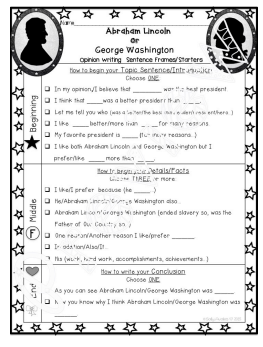 Name
Abraham Lincoln
or
George Washington
Opinion writing Sentence Frames/Starters
How to begin your Topic Sentence/Introduction
Choose ONE
In my opinion/I believe that _____ was the best president.
I think that _____ was a better president than _____.
Let me tell you who
I like _____ better/more than _____ for many reasons.
My favorite president is _____ (for many reasons.)
I like both Abraham Lincoln and George Washington but I
prefer/like _____ more than _____.
Beginning
How to begin your Details/Facts
Choose THREE or more
I like/I prefer _____ because (he _____.)
He/Abraham Lincoln/George Washington also
Abraham Lincoln/George Washington (ended slavery so, was the
Father of Our Country so..)
One reason/Another reason I like/prefer _____
In addition/Also/It..
His (work, hard work, accomplishments, achievements..)
Middle
F
How to write your Conclusion
Choose ONE
As you can see Abraham Lincoln/George Washington was _____
you know why I think Abraham Lincoln/George Washington was
End